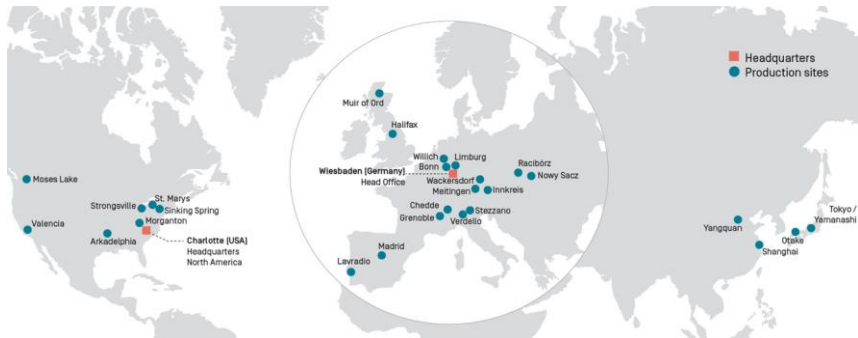 Headquarters
Production sites
Moses Lake
Valencia
Strongsville
St. Marys
Sinking Spring
Morganton
Arkadelphia
Charlotte (USA)
Headquarters
North America
Muir of Ord
Halifax
Willich
Bonn
Limburg
Wiesbaden (Germany)
Head Office
Wackersdorf
Meitingen
Innkreis
Racibórz
Nowy Sacz
Chedde
Grenoble
Verdello
Stezzano
Madrid
Lavradio
Yangquan
Shanghai
Otake
Tokyo /
Yamanashi